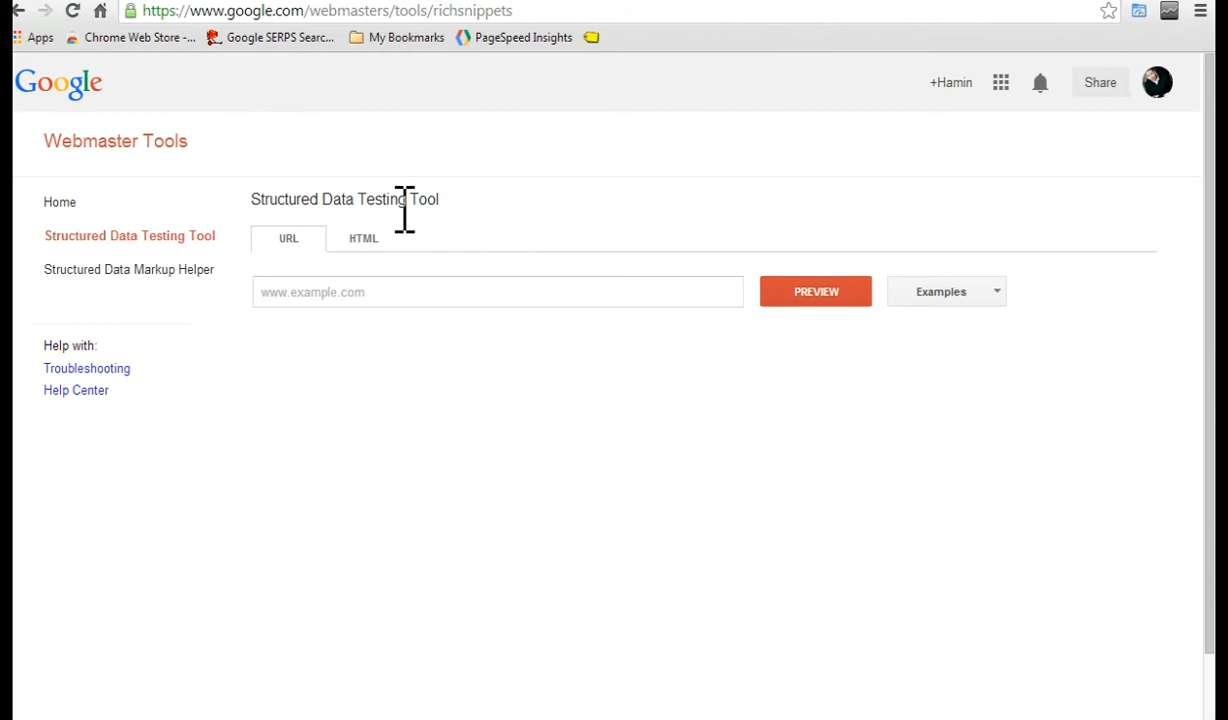 https://www.google.com/webmasters/tools/richsnippets
Apps Chrome Web Store -... Google SERPS Searc... My Bookmarks PageSpeed Insights
Google +Hamin Share
Webmaster Tools
Home
Structured Data Testing Tool
Structured Data Markup Helper
Help with:
Troubleshooting
Help Center
Structured Data Testing Tool
URL HTML
www.example.com PREVIEW Examples